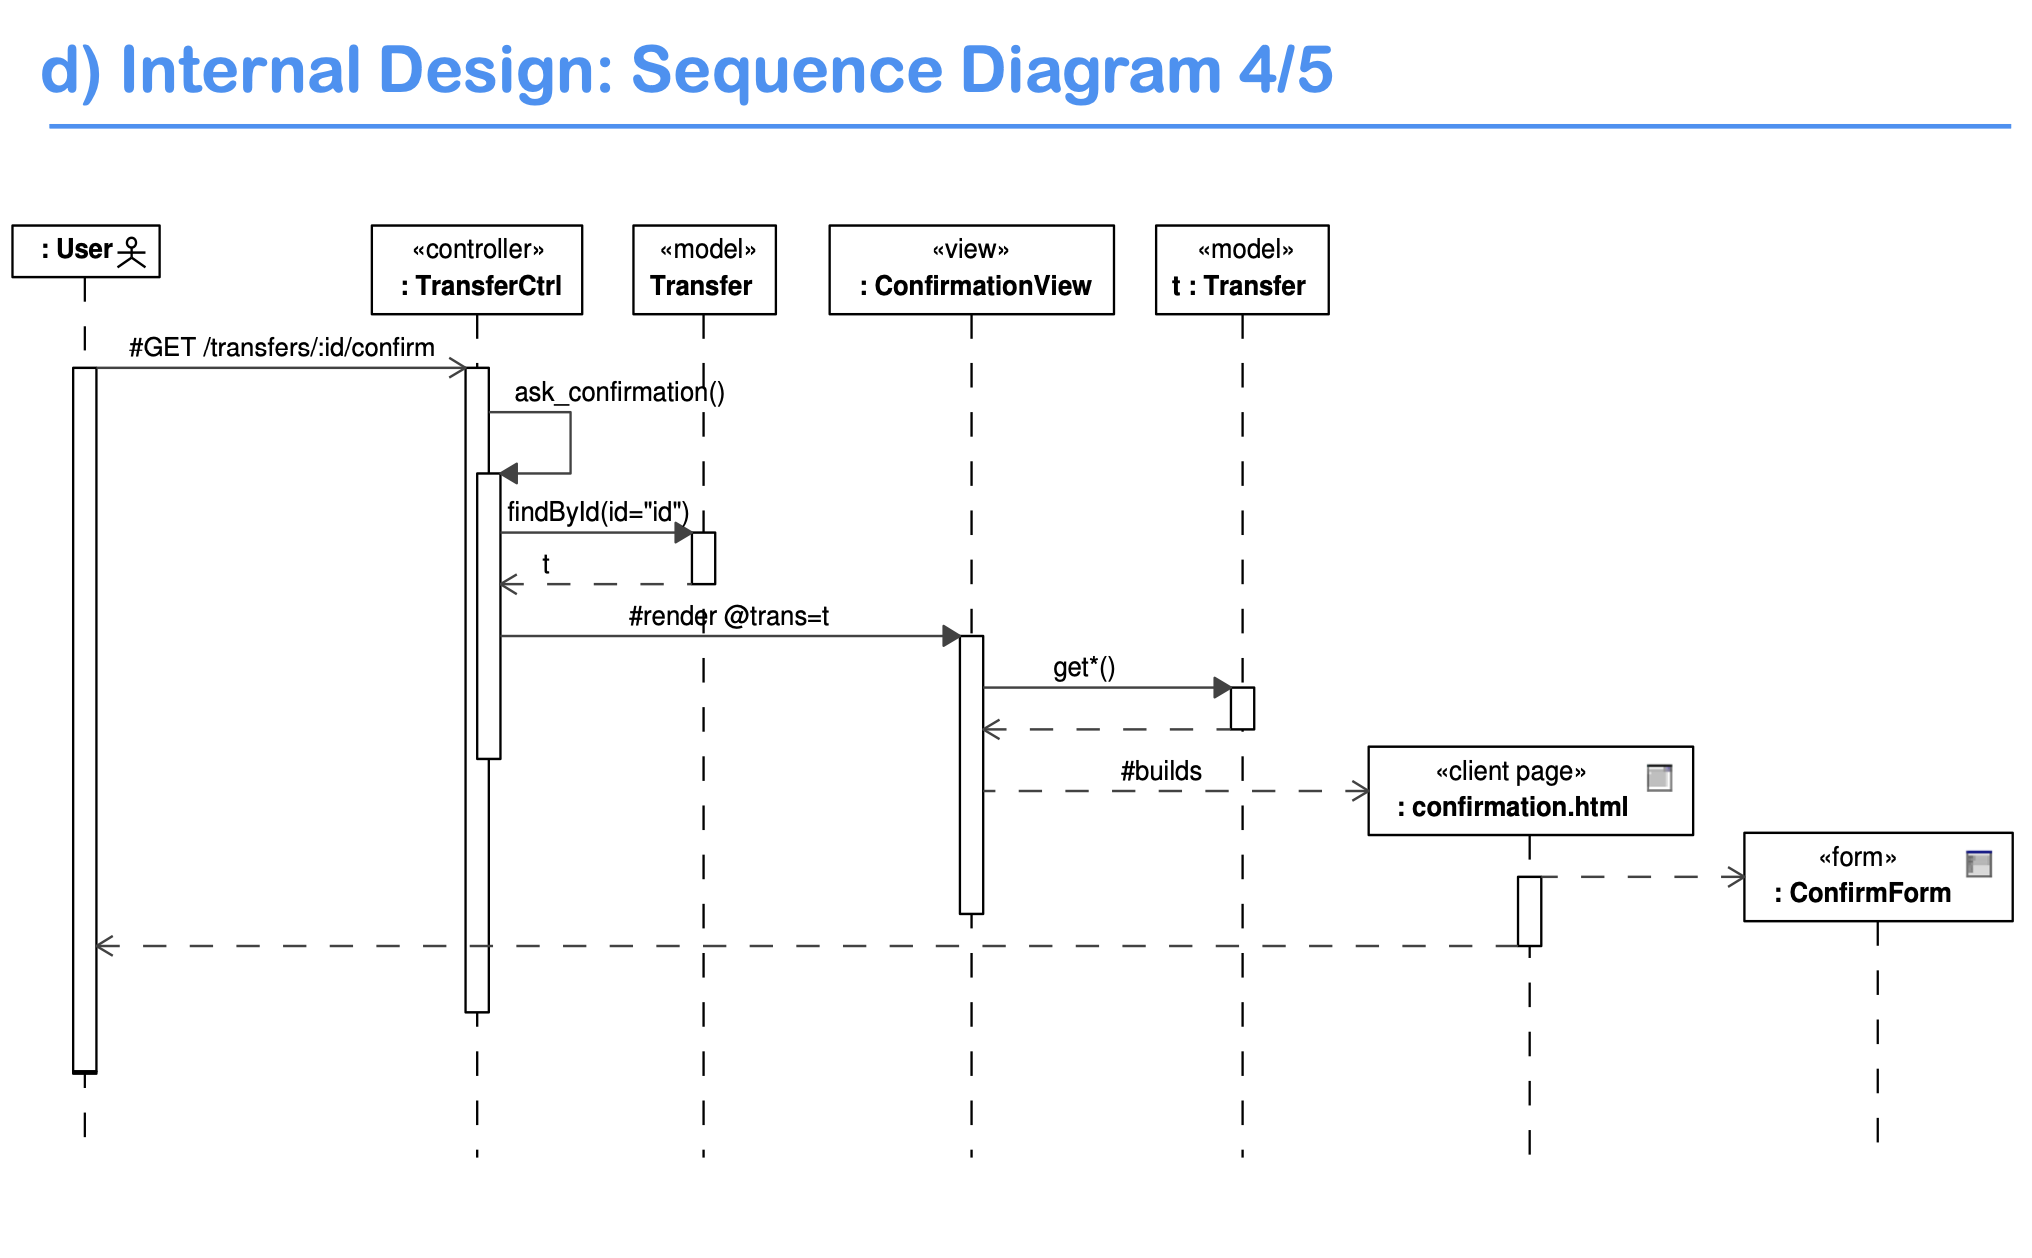 d) Internal Design: Sequence Diagram 4/5
: User
«controller»
: TransferCtrl
«model»
Transfer
«view»
: ConfirmationView
«model»
t : Transfer
#GET /transfers/:id/confirm
ask_confirmation()
findById(id="id")
t
#render @trans=t
get*()
#builds
«client page»
: confirmation.html
«form»
: ConfirmForm